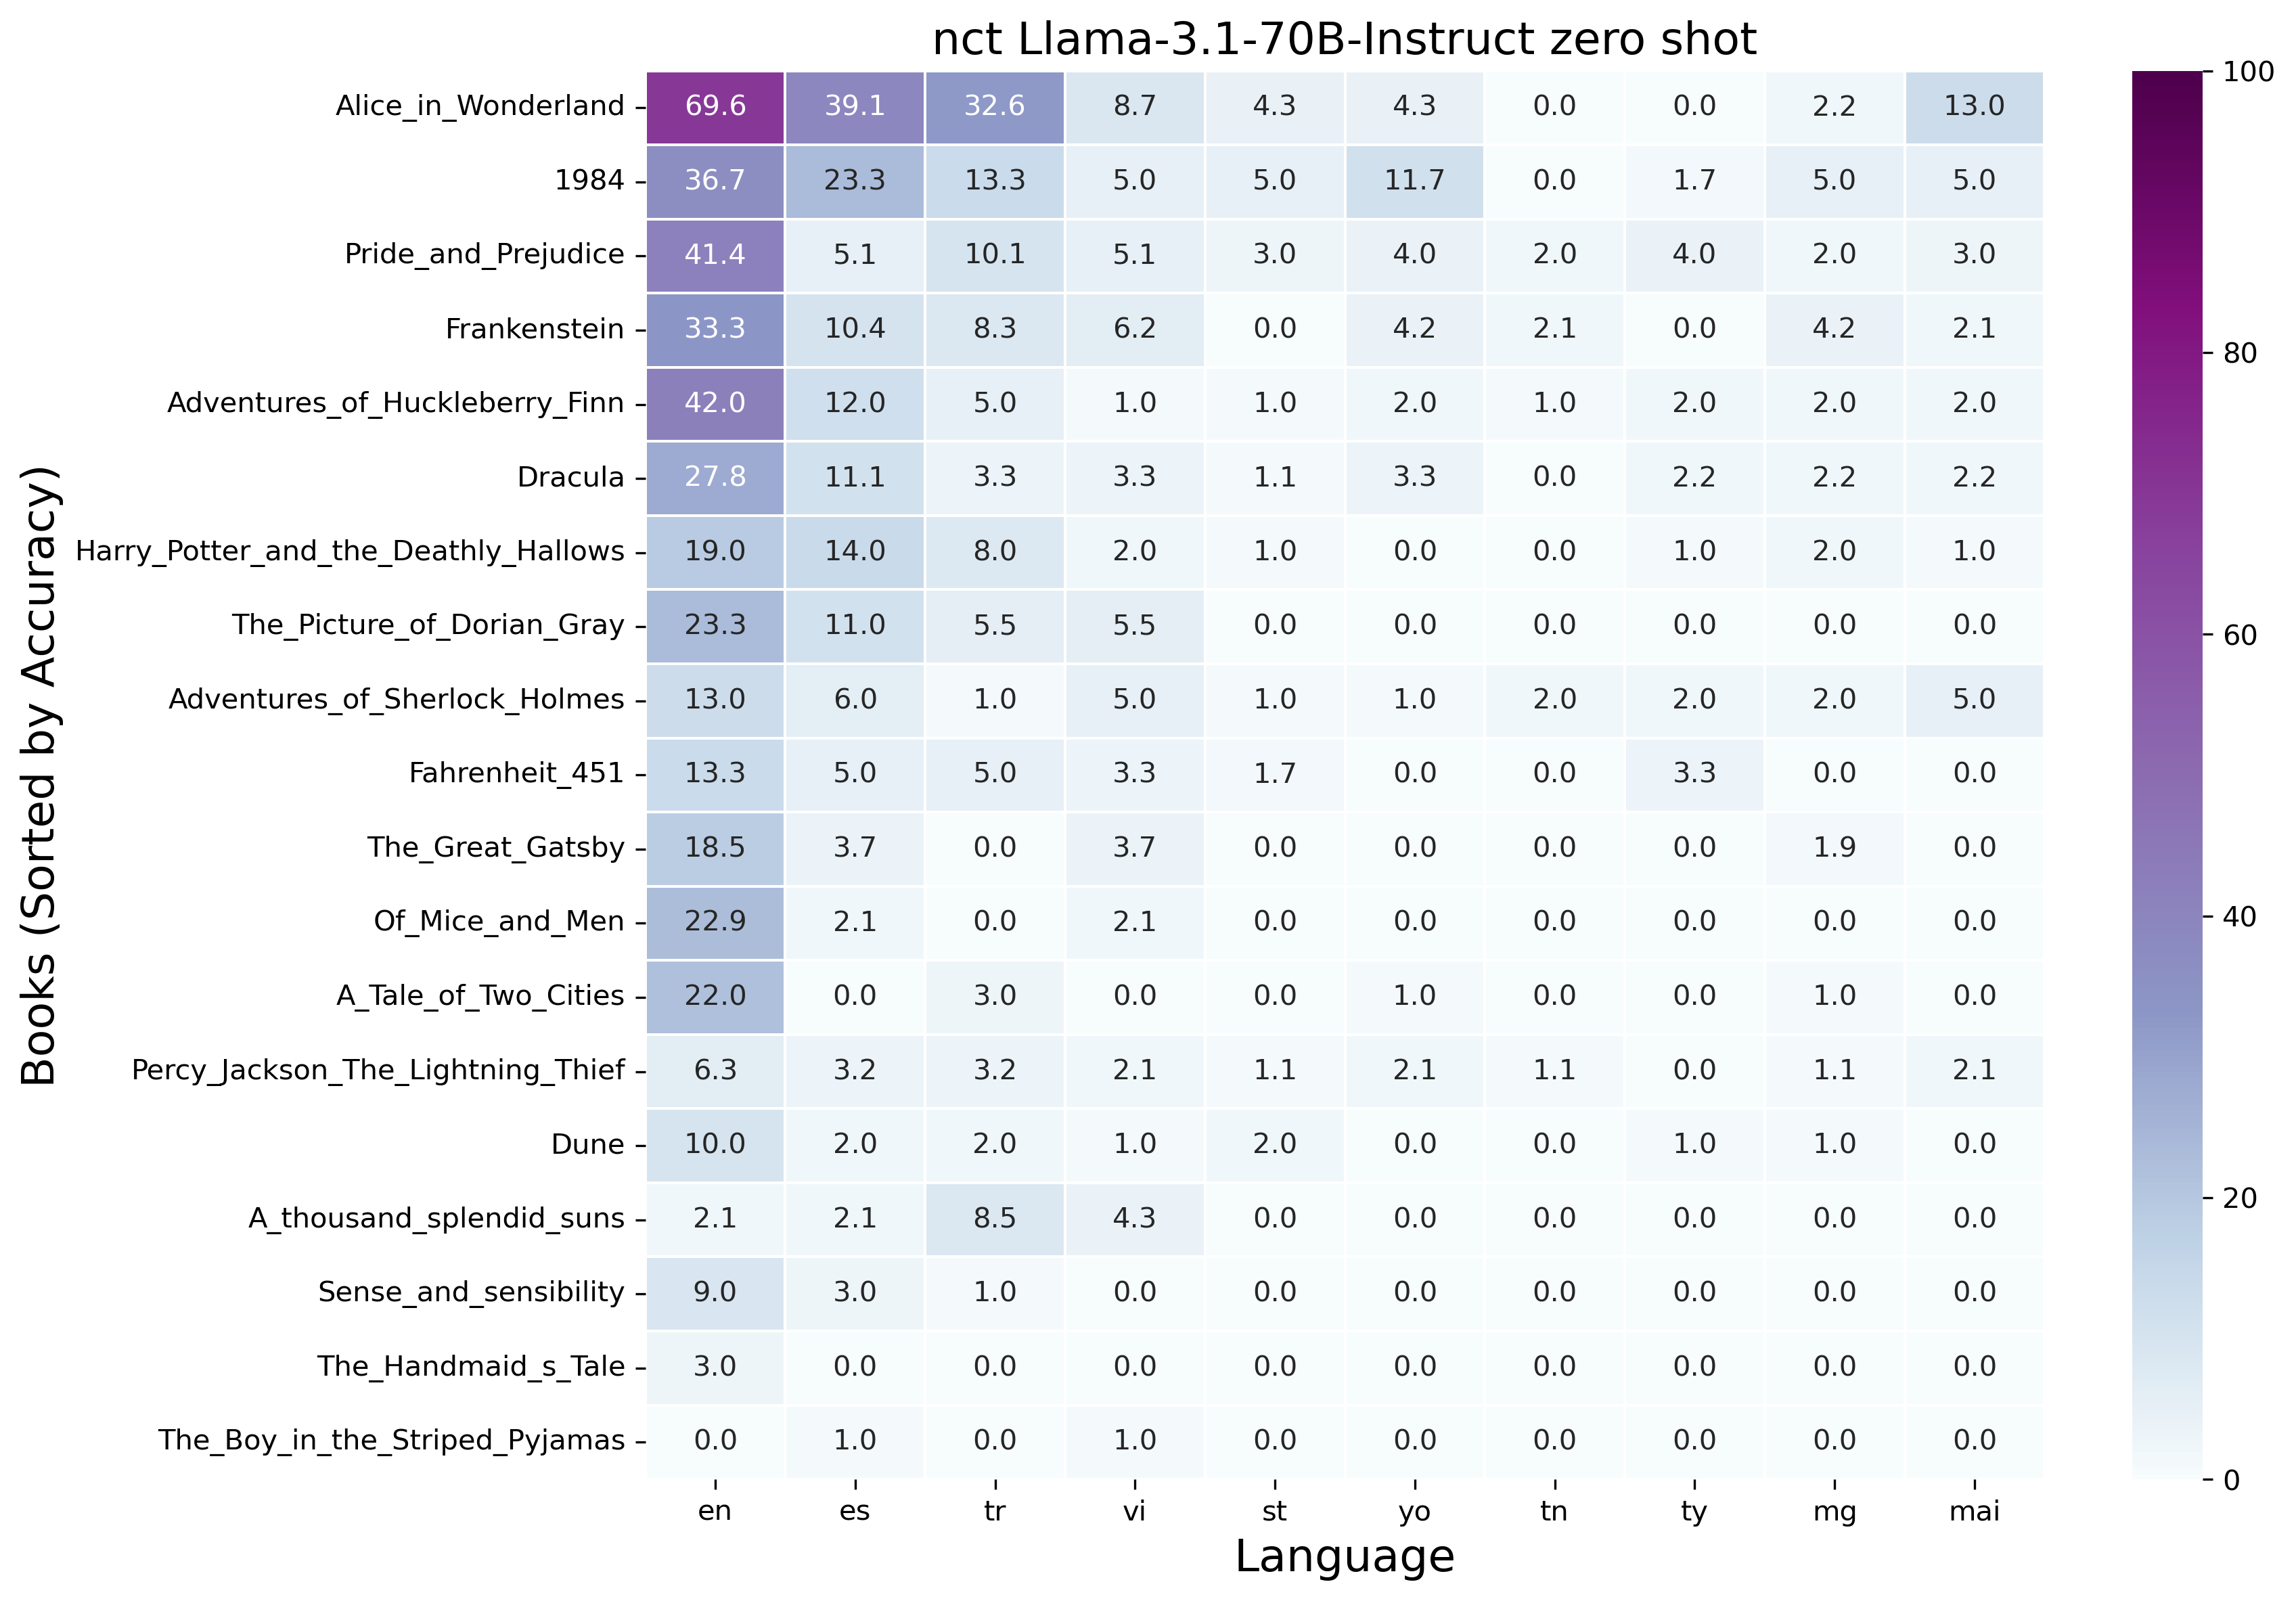 nct Llama-3.1-70B-Instruct zero shot
Books (Sorted by Accuracy)
Alice_in_Wonderland 69.6 39.1 32.6 8.7 4.3 4.3 0.0 0.0 2.2 13.0
1984 36.7 23.3 13.3 5.0 5.0 11.7 0.0 1.7 5.0 5.0
Pride_and_Prejudice 41.4 5.1 10.1 5.1 3.0 4.0 2.0 4.0 2.0 3.0
Frankenstein 33.3 10.4 8.3 6.2 0.0 4.2 2.1 0.0 4.2 2.1
Adventures_of_Huckleberry_Finn 42.0 12.0 5.0 1.0 1.0 2.0 1.0 2.0 2.0 2.0
Dracula 27.8 11.1 3.3 3.3 1.1 3.3 0.0 2.2 2.2 2.2
Harry_Potter_and_the_Deathly_Hallows 19.0 14.0 8.0 2.0 1.0 0.0 0.0 1.0 2.0 1.0
The_Picture_of_Dorian_Gray 23.3 11.0 5.5 5.5 0.0 0.0 0.0 0.0 0.0 0.0
Adventures_of_Sherlock_Holmes 13.0 6.0 1.0 5.0 1.0 1.0 2.0 2.0 2.0 5.0
Fahrenheit_451 13.3 5.0 5.0 3.3 1.7 0.0 0.0 3.3 0.0 0.0
The_Great_Gatsby 18.5 3.7 0.0 3.7 0.0 0.0 0.0 0.0 1.9 0.0
Of_Mice_and_Men 22.9 2.1 0.0 2.1 0.0 0.0 0.0 0.0 0.0 0.0
A_Tale_of_Two_Cities 22.0 0.0 3.0 0.0 0.0 1.0 0.0 0.0 1.0 0.0
Percy_Jackson_The_Lightning_Thief 6.3 3.2 3.2 2.1 1.1 2.1 1.1 0.0 1.1 2.1
Dune 10.0 2.0 2.0 1.0 2.0 0.0 0.0 1.0 1.0 0.0
A_thousand_splendid_suns 2.1 2.1 8.5 4.3 0.0 0.0 0.0 0.0 0.0 0.0
Sense_and_sensibility 9.0 3.0 1.0 0.0 0.0 0.0 0.0 0.0 0.0 0.0
The_Handmaid_s_Tale 3.0 0.0 0.0 0.0 0.0 0.0 0.0 0.0 0.0 0.0
The_Boy_in_the_Striped_Pyjamas 0.0 1.0 0.0 1.0 0.0 0.0 0.0 0.0 0.0 0.0
en es tr vi st yo tn ty mg mai
Language
100
80
60
40
20
0